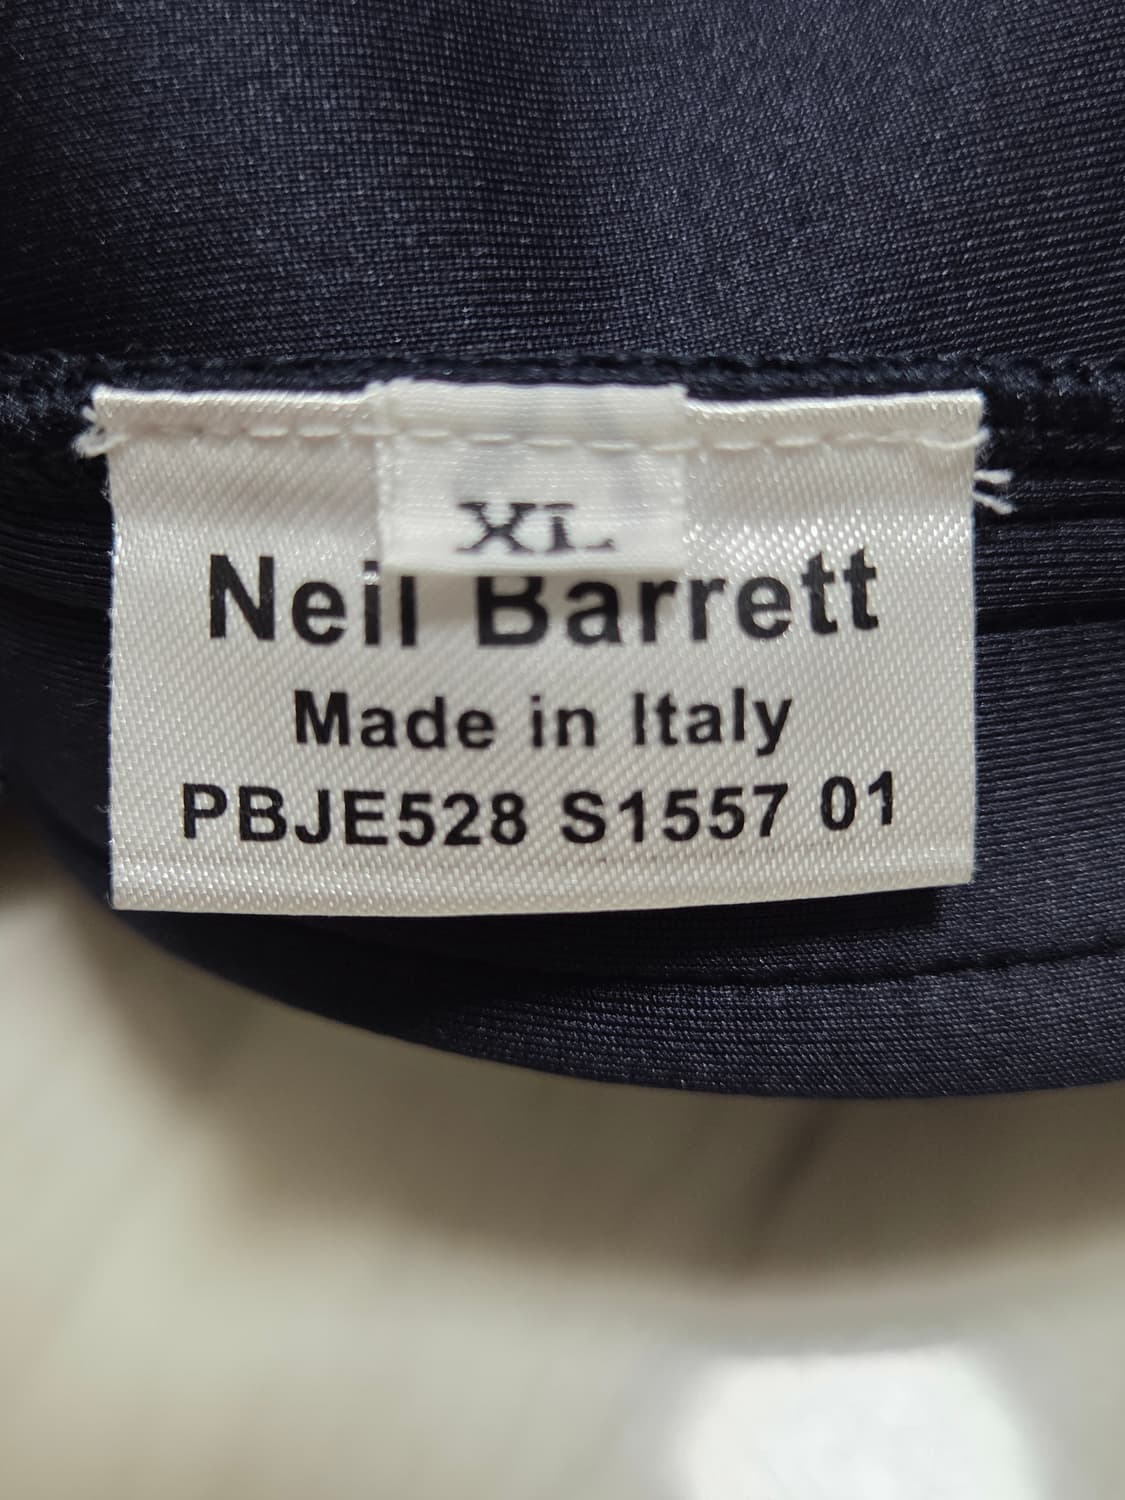 XL
Neil Barrett
Made in Italy
PBJE528 S1557 01